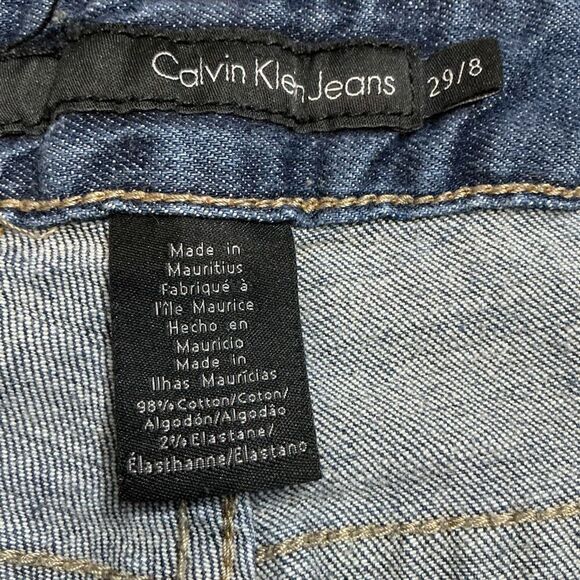 Calvin Klein Jeans
29/8
Made in
Mauritius
Fabriqué à
l'île Maurice
Hecho en
Mauricio
Made in
Ilhas Maurícias
98% Cotton/Coton/
Algodón/Algodão
2% Elastane/
Élasthanne/Elastano